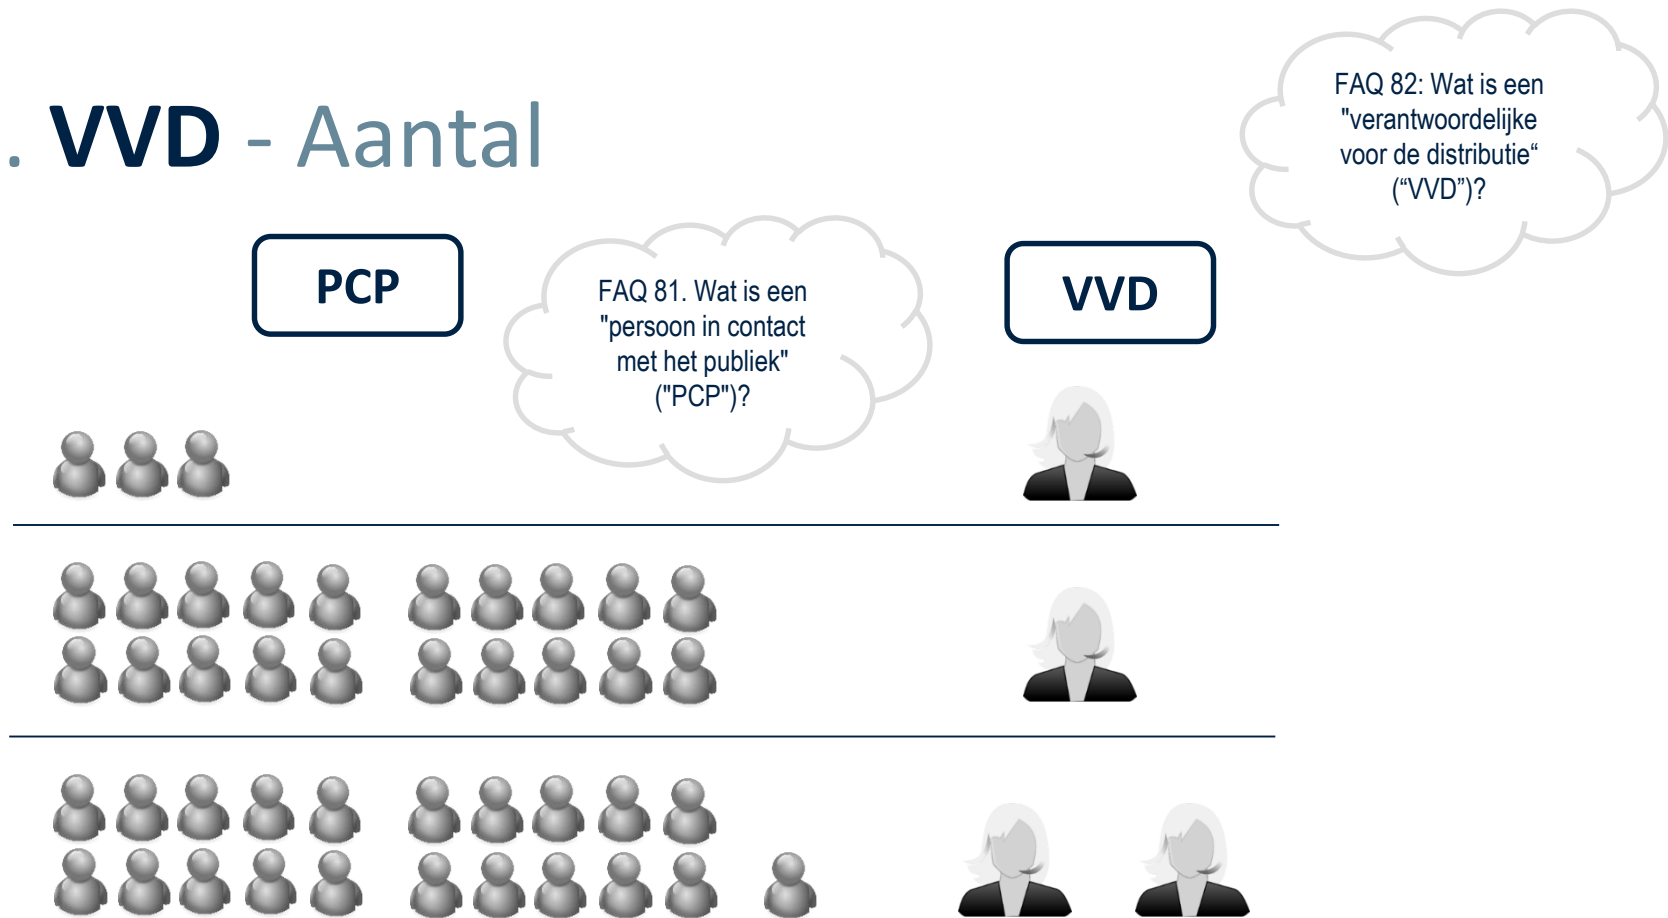 . VVD - Aantal
FAQ 82: Wat is een
"verantwoordelijke
voor de distributie“
(“VVD”)?
PCP
FAQ 81. Wat is een
"persoon in contact
met het publiek"
("PCP")?
VVD